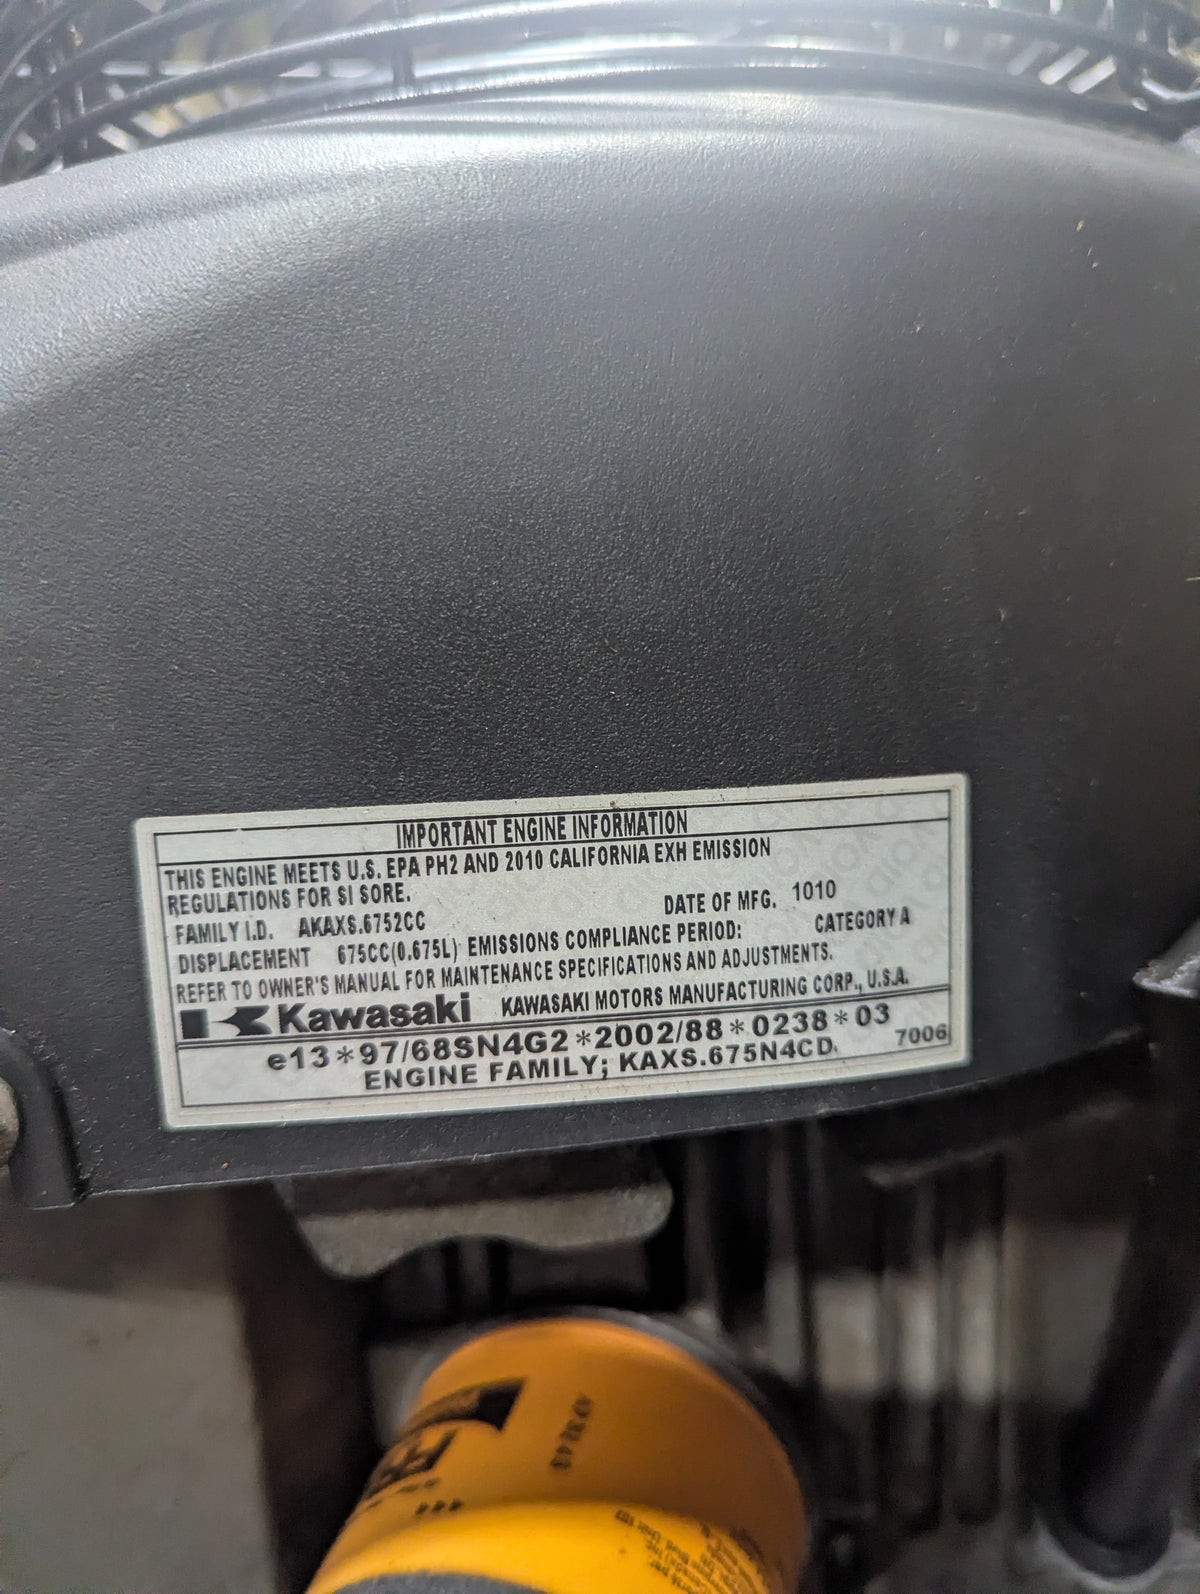 IMPORTANT ENGINE INFORMATION
THIS ENGINE MEETS U.S. EPA PH2 AND 2010 CALIFORNIA EXH EMISSION
REGULATIONS FOR SI SORE.
FAMILY I.D. AKAXS.6752CC DATE OF MFG. 1010
DISPLACEMENT 675CC(0.675L) EMISSIONS COMPLIANCE PERIOD: CATEGORY A
REFER TO OWNER'S MANUAL FOR MAINTENANCE SPECIFICATIONS AND ADJUSTMENTS.
Kawasaki KAWASAKI MOTORS MANUFACTURING CORP., U.S.A.
e13*97/68SN4G2*2002/88*0238*03
ENGINE FAMILY; KAXS.675N4CD. 7006